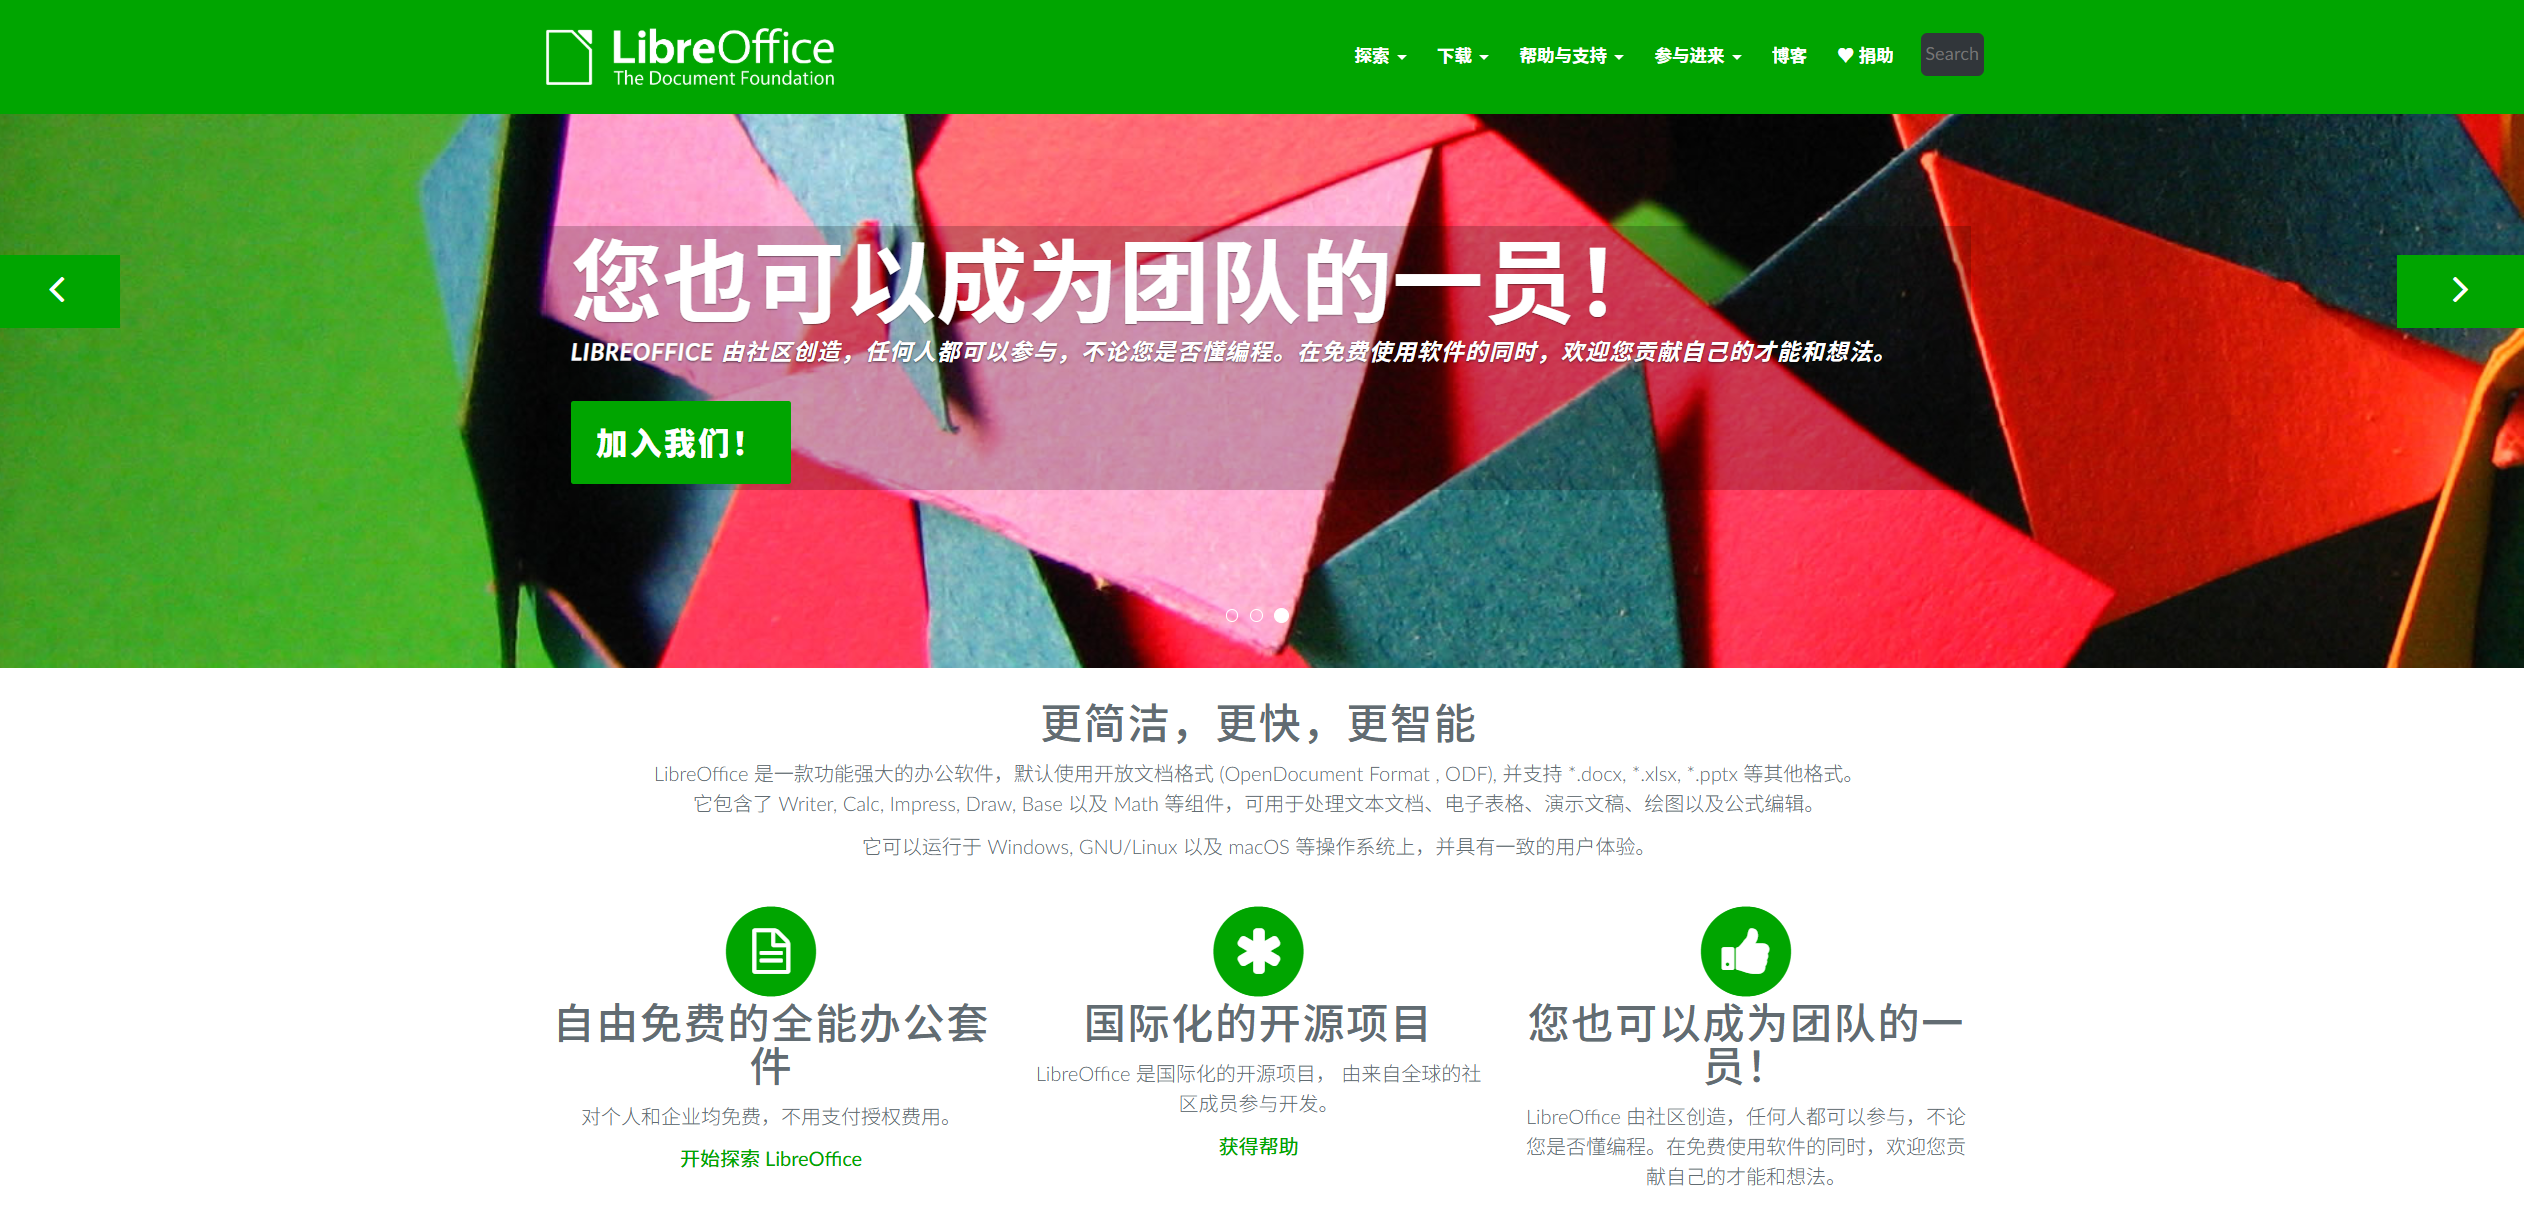 LibreOffice
The Document Foundation
探索
下载
帮助与支持
参与进来
博客
捐助
Search
您也可以成为团队的一员！
LIBREOFFICE 由社区创造，任何人都可以参与，不论您是否懂编程。在免费使用软件的同时，欢迎您贡献自己的才能和想法。
加入我们！
更简洁，更快，更智能
LibreOffice 是一款功能强大的办公软件，默认使用开放文档格式 (OpenDocument Format , ODF), 并支持 *.docx, *.xlsx, *.pptx 等其他格式。
它包含了 Writer, Calc, Impress, Draw, Base 以及 Math 等组件，可用于处理文本文档、电子表格、演示文稿、绘图以及公式编辑。
它可以运行于 Windows, GNU/Linux 以及 macOS 等操作系统上，并具有一致的用户体验。
自由免费的全能办公套
件
对个人和企业均免费，不用支付授权费用。
开始探索 LibreOffice
国际化的开源项目
LibreOffice 是国际化的开源项目， 由来自全球的社
区成员参与开发。
获得帮助
您也可以成为团队的一
员！
LibreOffice 由社区创造，任何人都可以参与，不论
您是否懂编程。在免费使用软件的同时，欢迎您贡
献自己的才能和想法。